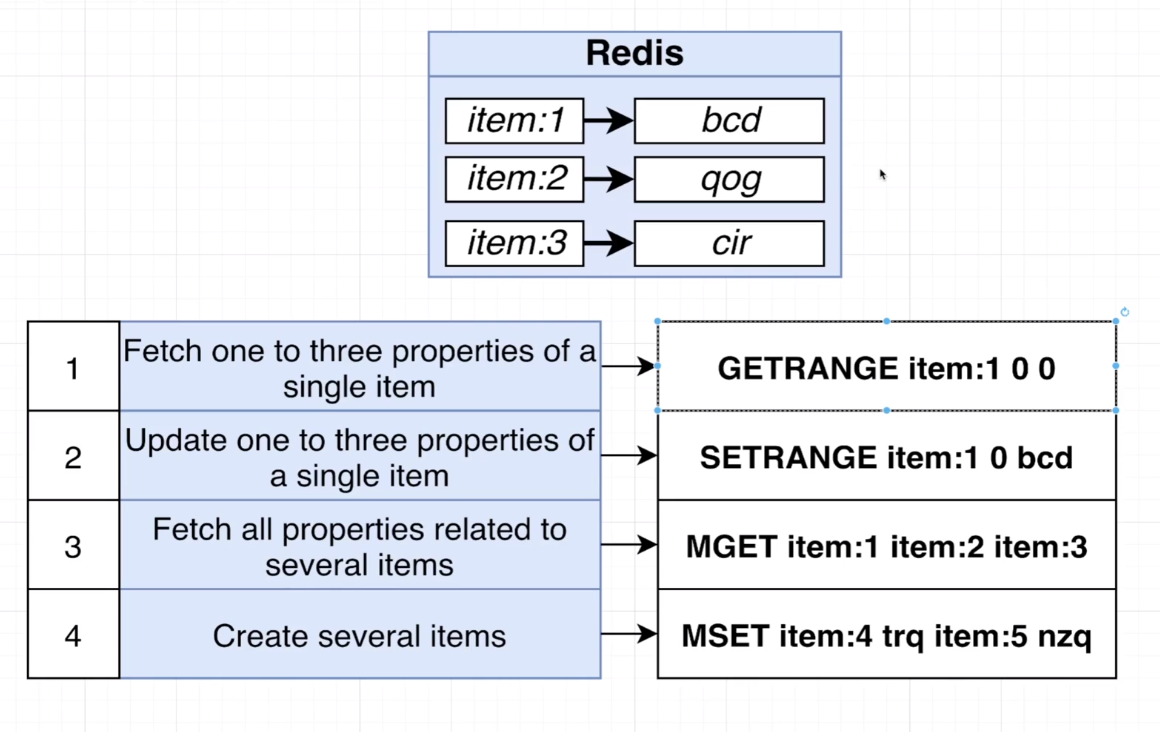 Redis
item:1 bcd
item:2 qog
item:3 cir
1 Fetch one to three properties of a
single item
GETRANGE item:1 0 0
2 Update one to three properties of
a single item
SETRANGE item:1 0 bcd
3 Fetch all properties related to
several items
MGET item:1 item:2 item:3
4 Create several items
MSET item:4 trq item:5 nzq